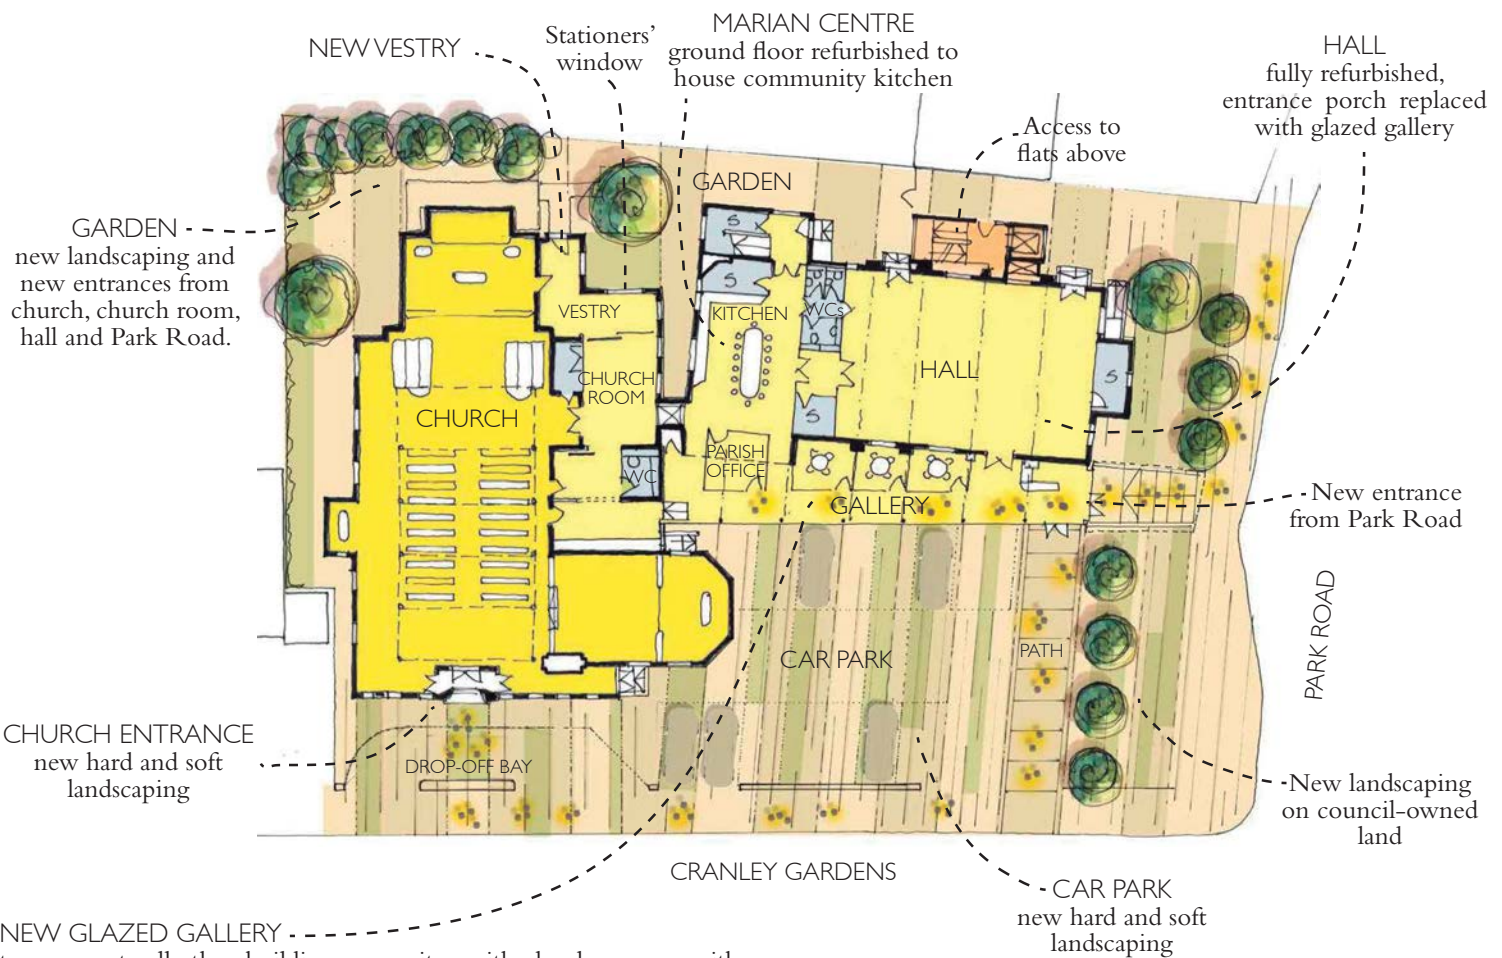 MARIAN CENTRE
ground floor refurbished to
house community kitchen
NEW VESTRY
Stationers'
window
HALL
fully refurbished,
entrance porch replaced
with glazed gallery
Access to
flats above
GARDEN
GARDEN
new landscaping and
new entrances from
church, church room,
hall and Park Road.
S
S
KITCHEN
WCs
VESTRY
HALL
S
CHURCH
ROOM
CHURCH
S
PARISH
OFFICE
WC
GALLERY
New entrance
from Park Road
PARK ROAD
PATH
CAR PARK
CHURCH ENTRANCE
new hard and soft
landscaping
DROP-OFF BAY
New landscaping
on council-owned
land
CRANLEY GARDENS
CAR PARK
new hard and soft
landscaping
NEW GLAZED GALLERY